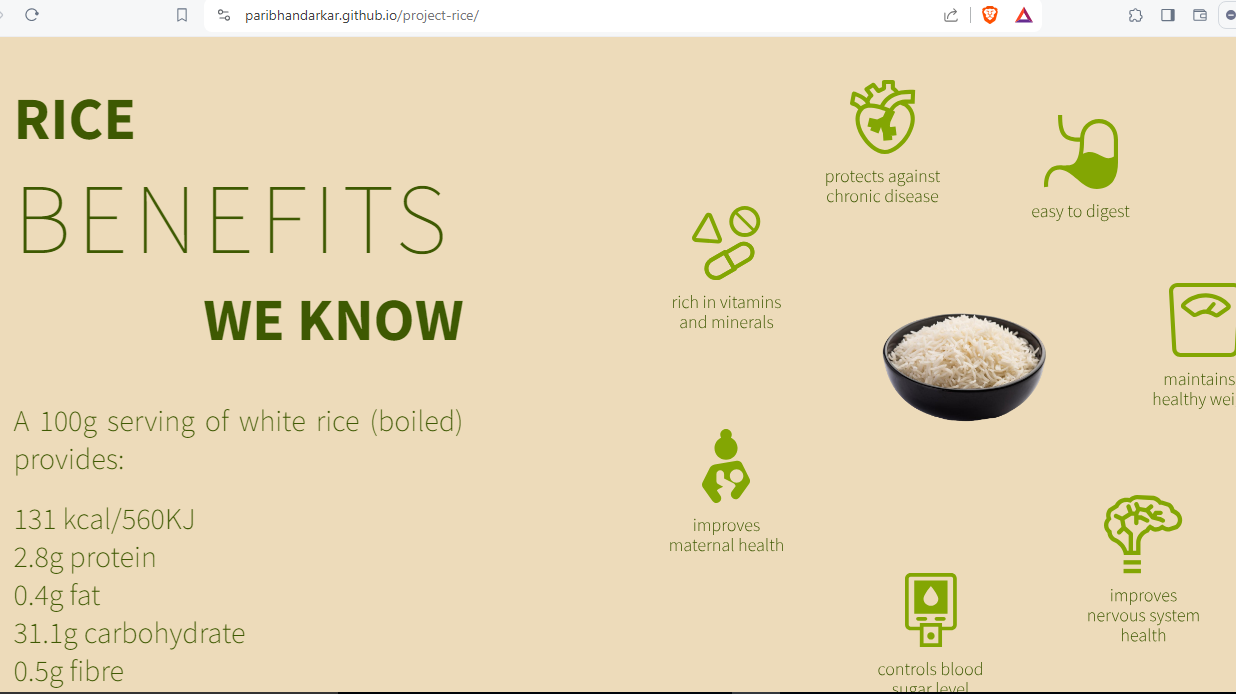 paribhandarkar.github.io/project-rice/
RICE
BENEFITS
WE KNOW
A 100g serving of white rice (boiled)
provides:
131 kcal/560KJ
2.8g protein
0.4g fat
31.1g carbohydrate
0.5g fibre
protects against
chronic disease
easy to digest
rich in vitamins
and minerals
maintains
healthy wei
improves
maternal health
improves
nervous system
health
controls blood
sugar level